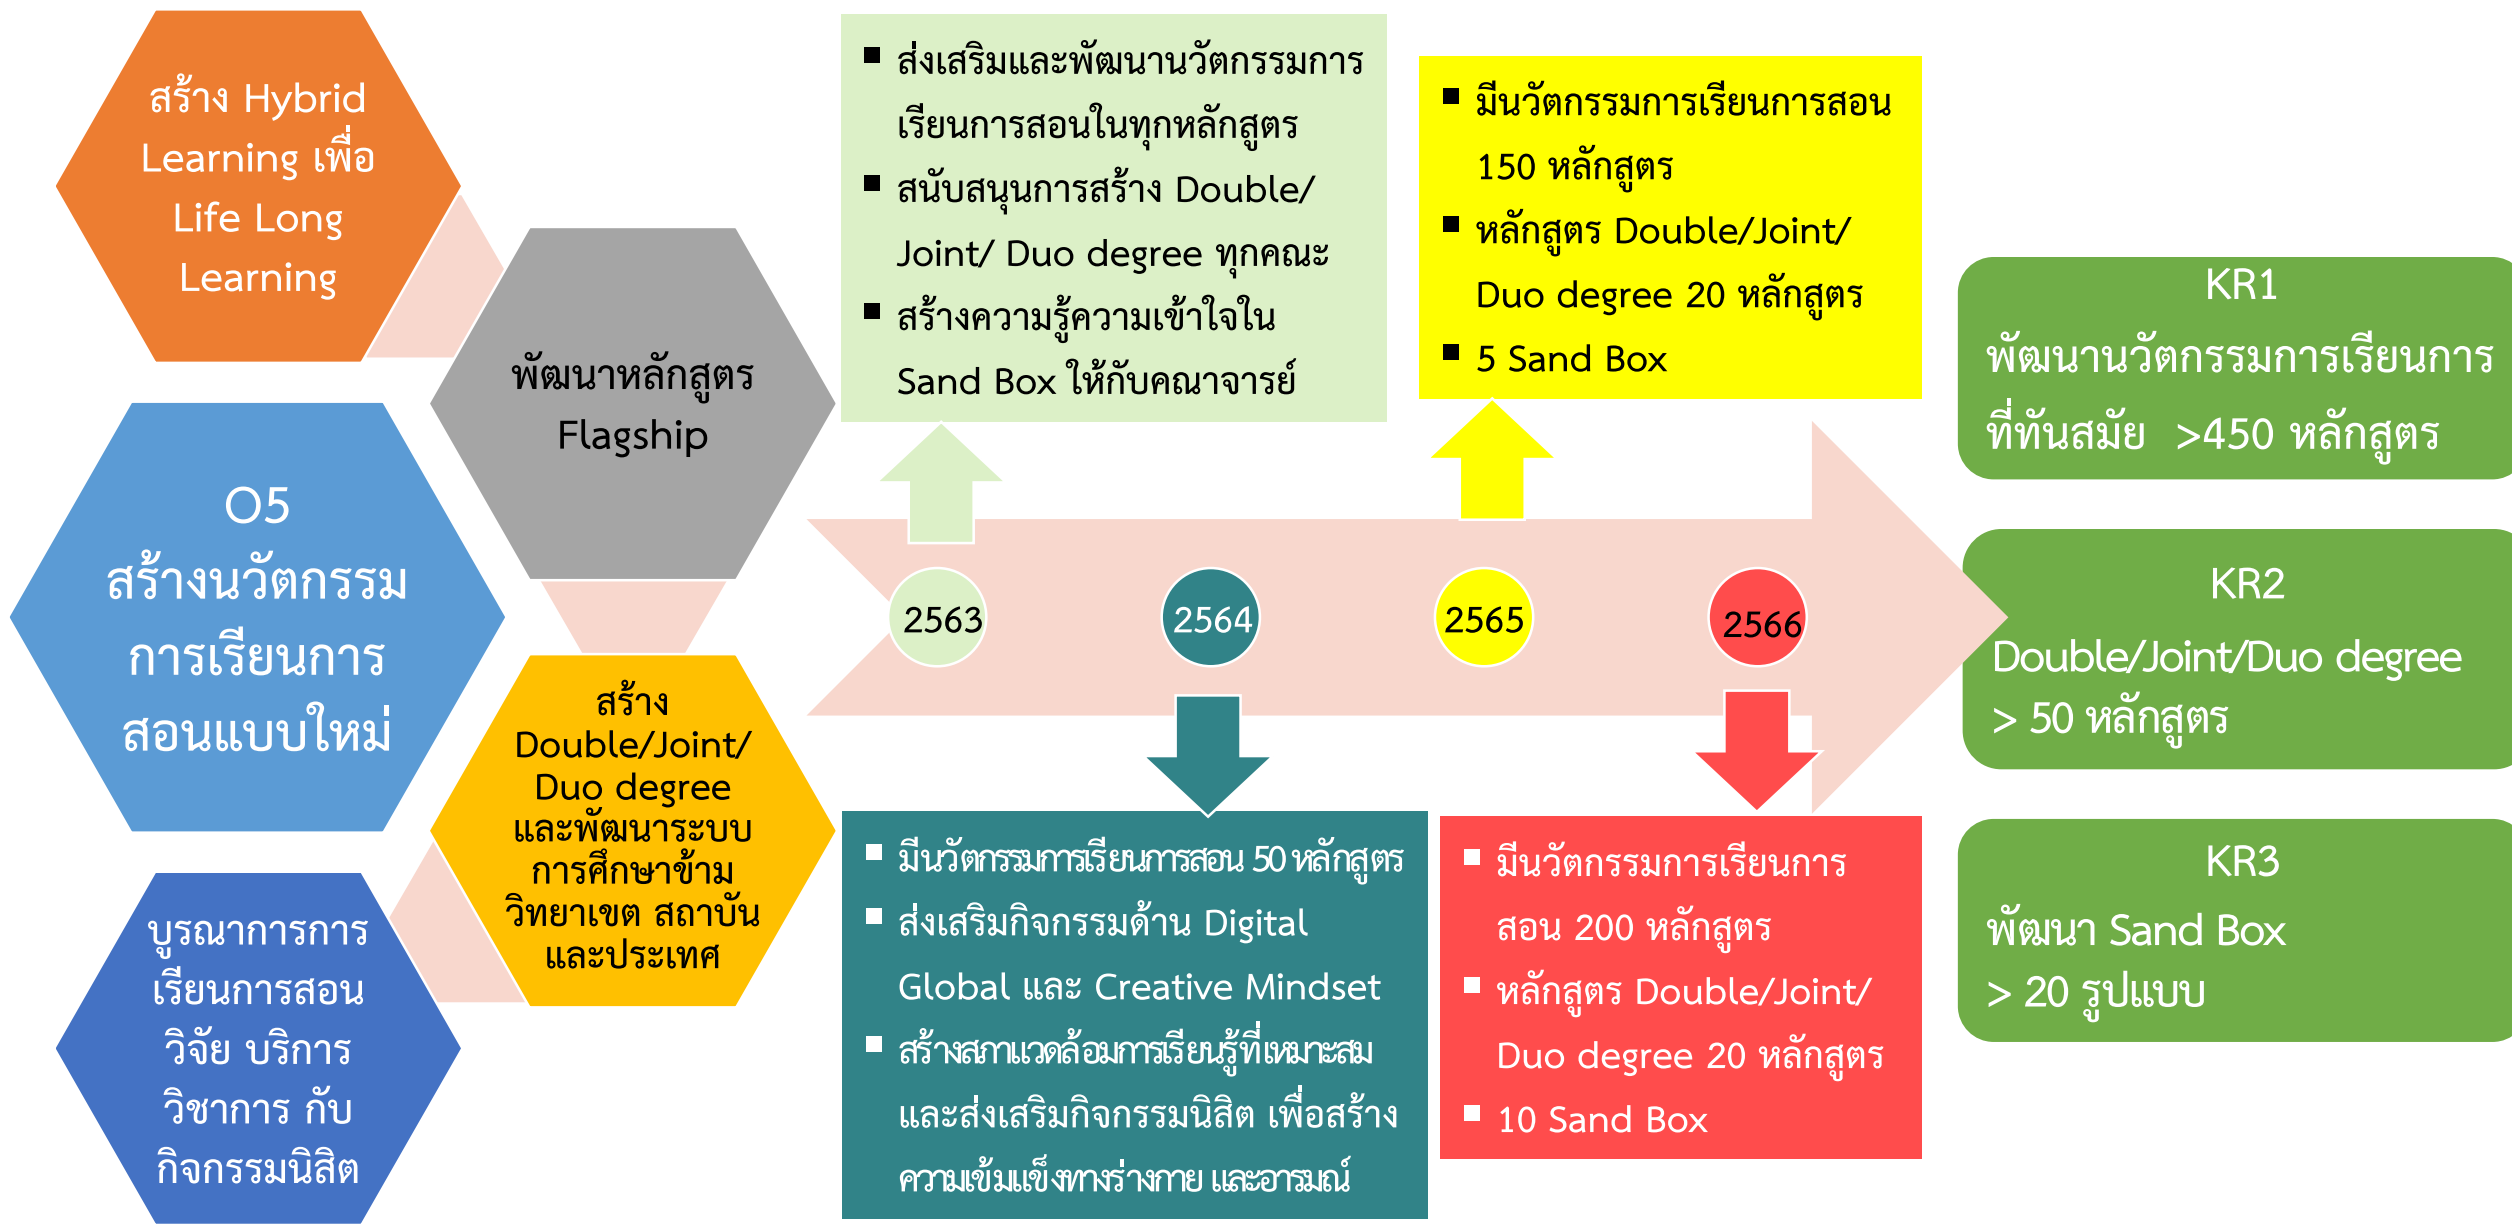 สร้าง Hybrid
Learning เพื่อ
Life Long
Learning
พัฒนาหลักสูตร
Flagship
O5
สร้างนวัตกรรม
การเรียนการ
สอนแบบใหม่
สร้าง
Double/Joint/
Duo degree
และพัฒนาระบบ
การศึกษาข้าม
วิทยาเขต สถาบัน
และประเทศ
บูรณาการการ
เรียนการสอน
วิจัย บริการ
วิชาการ กับ
กิจกรรมนิสิต
▪ ส่งเสริมและพัฒนานวัตกรรมการ
เรียนการสอนในทุกหลักสูตร
▪ สนับสนุนการสร้าง Double/
Joint/ Duo degree ทุกคณะ
▪ สร้างความรู้ความเข้าใจใน
Sand Box ให้กับคณาจารย์
▪ มีนวัตกรรมการเรียนการสอน
150 หลักสูตร
▪ หลักสูตร Double/Joint/
Duo degree 20 หลักสูตร
▪ 5 Sand Box
2563
2564
2565
2566
▪ มีนวัตกรรมการเรียนการสอน 50 หลักสูตร
▪ ส่งเสริมกิจกรรมด้าน Digital
Global และ Creative Mindset
▪ สร้างสภาแวดล้อมการเรียนรู้ที่เหมาะสม
และส่งเสริมกิจกรรมนิสิต เพื่อสร้าง
ความเข้มแข็งทางร่างกาย และอารมณ์
▪ มีนวัตกรรมการเรียนการ
สอน 200 หลักสูตร
▪ หลักสูตร Double/Joint/
Duo degree 20 หลักสูตร
▪ 10 Sand Box
KR1
พัฒนานวัตกรรมการเรียนการ
ที่ทันสมัย >450 หลักสูตร
KR2
Double/Joint/Duo degree
> 50 หลักสูตร
KR3
พัฒนา Sand Box
> 20 รูปแบบ